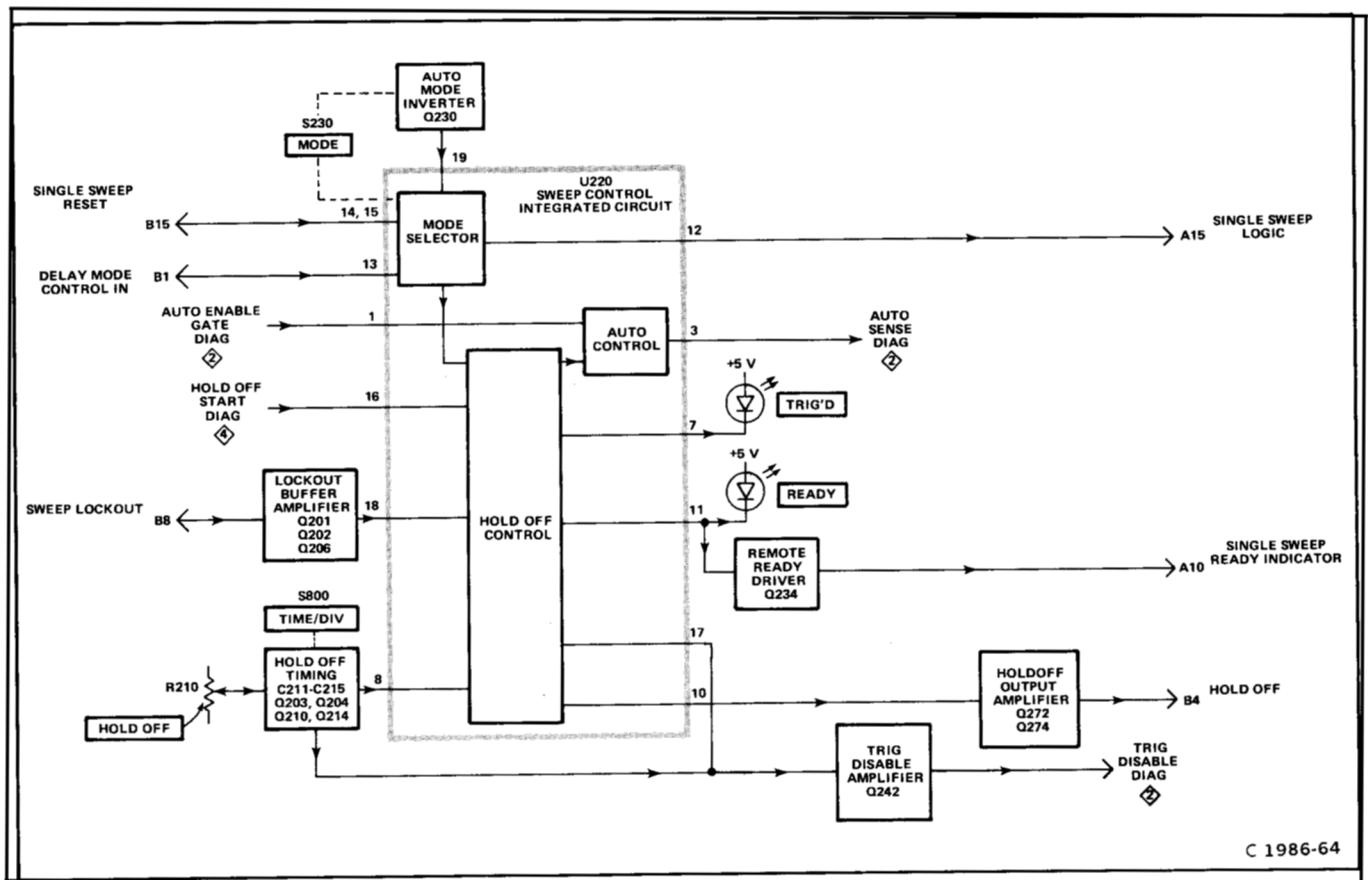 AUTO
MODE
INVERTER
Q230
S230
MODE
19
U220
SWEEP CONTROL
INTEGRATED CIRCUIT
SINGLE SWEEP
RESET
B15
14, 15
MODE
SELECTOR
12
A15
SINGLE SWEEP
LOGIC
DELAY MODE
CONTROL IN
B1
13
AUTO ENABLE
GATE
DIAG
2
1
AUTO
CONTROL
3
AUTO
SENSE
DIAG
2
HOLD OFF
START
DIAG
4
16
+5 V
TRIG'D
7
+5 V
READY
SWEEP LOCKOUT
B8
LOCKOUT
BUFFER
AMPLIFIER
Q201
Q202
Q206
18
HOLD OFF
CONTROL
11
REMOTE
READY
DRIVER
Q234
A10
SINGLE SWEEP
READY INDICATOR
S800
TIME/DIV
R210
HOLD OFF
HOLD OFF
TIMING
C211-C215
Q203, Q204
Q210, Q214
8
17
10
HOLDOFF
OUTPUT
AMPLIFIER
Q272
Q274
B4
HOLD OFF
TRIG
DISABLE
AMPLIFIER
Q242
TRIG
DISABLE
DIAG
2
C 1986-64